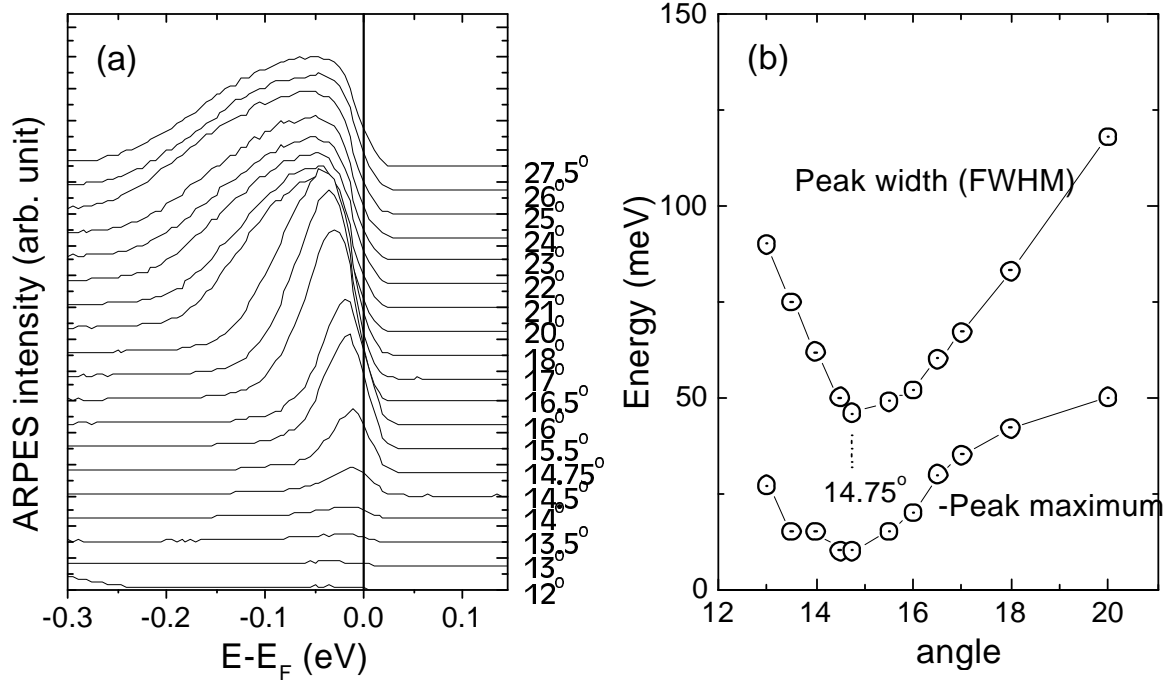 (a)
ARPES intensity (arb. unit)
27.5°
26°
25°
24°
23°
22°
21°
20°
18°
17°
16.5°
16°
15.5°
14.75°
14.5°
14°
13.5°
13°
12°
-0.3 -0.2 -0.1 0.0 0.1
E-E_F (eV)
(b)
150
100
50
0
Energy (meV)
Peak width (FWHM)
14.75°
-Peak maximum
12 14 16 18 20
angle